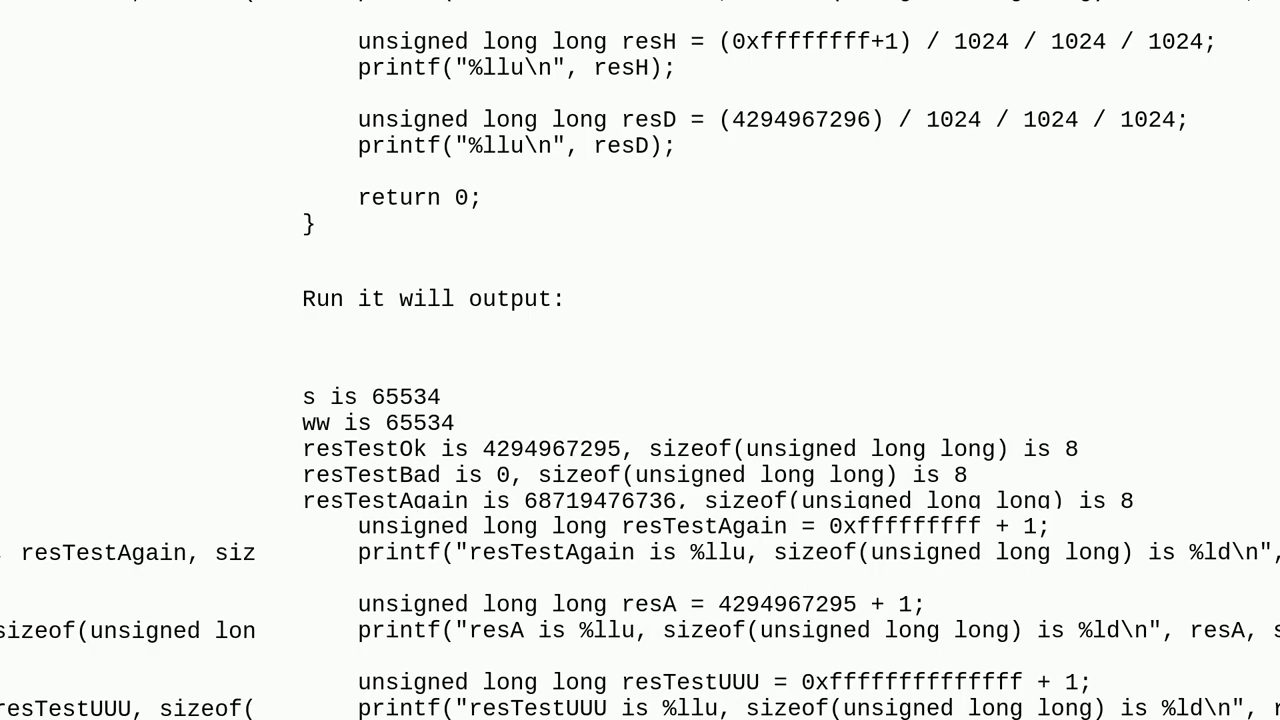 unsigned long long resH = (0xffffffff+1) / 1024 / 1024 / 1024;
printf("%llu\n", resH);
unsigned long long resD = (4294967296) / 1024 / 1024 / 1024;
printf("%llu\n", resD);
return 0;
}
Run it will output:
s is 65534
ww is 65534
resTestOk is 4294967295, sizeof(unsigned long long) is 8
resTestBad is 0, sizeof(unsigned long long) is 8
resTestAgain is 68719476736, sizeof(unsigned long long) is 8
unsigned long long resTestAgain = 0xfffffffff + 1;
, resTestAgain, siz printf("resTestAgain is %llu, sizeof(unsigned long long) is %ld\n",
unsigned long long resA = 4294967295 + 1;
sizeof(unsigned lon printf("resA is %llu, sizeof(unsigned long long) is %ld\n", resA, s
unsigned long long resTestUUU = 0xffffffffffffff + 1;
resTestUUU, sizeof( printf("resTestUUU is %llu, sizeof(unsigned long long) is %ld\n", r